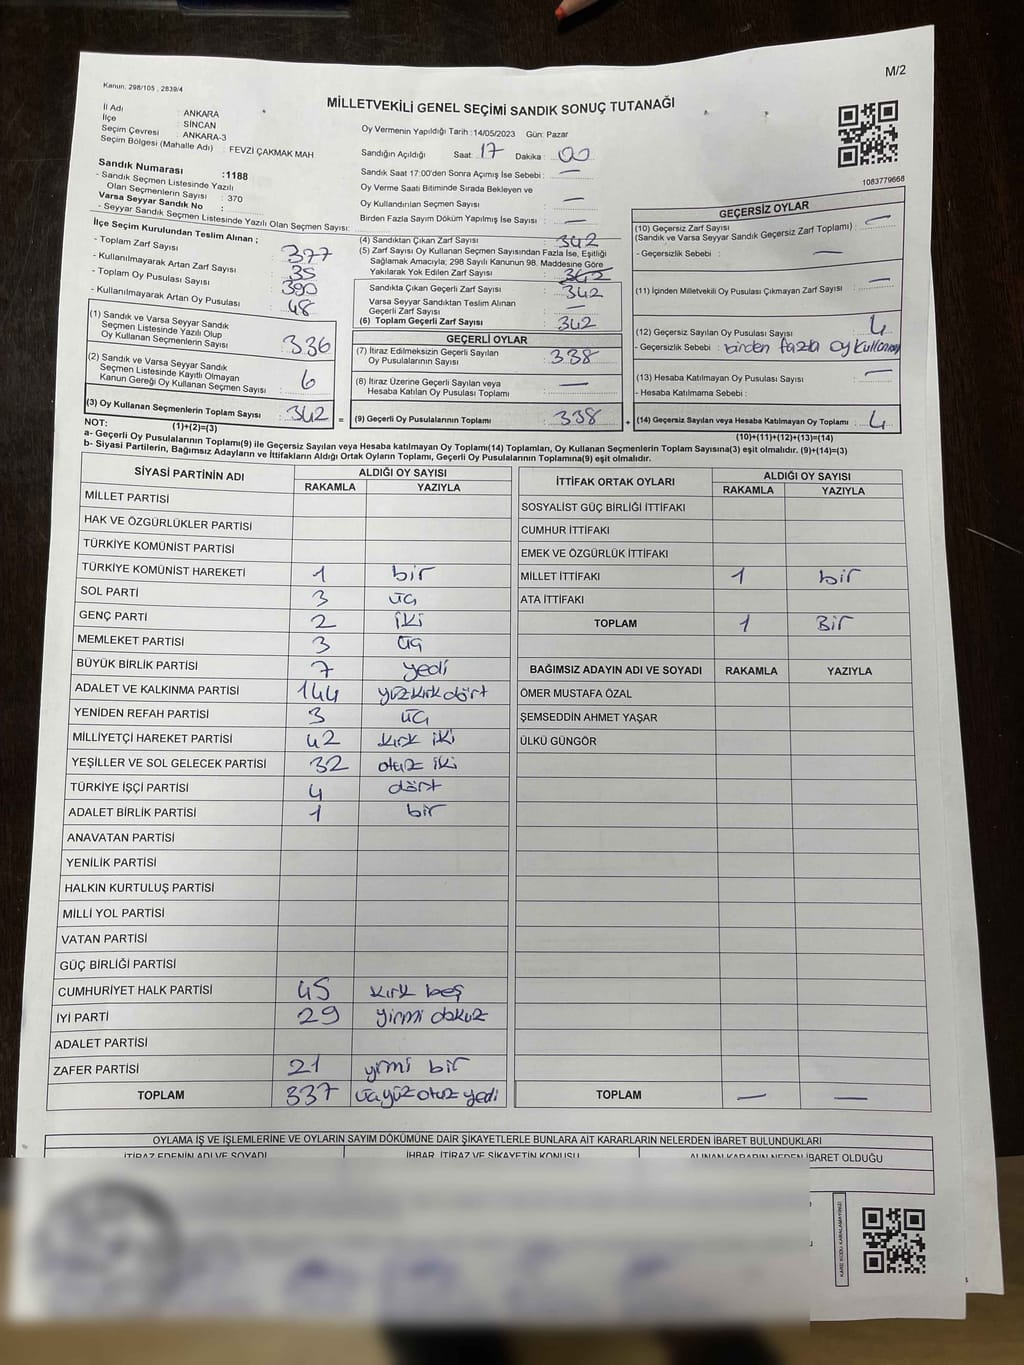 M/2
Kanun: 298/105 , 2839/4
MİLLETVEKİLİ GENEL SEÇİMİ SANDIK SONUÇ TUTANAĞI
İl Adı : ANKARA
İlçe : SİNCAN
Seçim Çevresi : ANKARA-3
Seçim Bölgesi (Mahalle Adı) : FEVZİ ÇAKMAK MAH
Sandık Numarası :1188
- Sandık Seçmen Listesinde Yazılı
Olan Seçmenlerin Sayısı : 370
Varsa Seyyar Sandık No :
- Seyyar Sandık Seçmen Listesinde Yazılı Olan Seçmen Sayısı:
Oy Vermenin Yapıldığı Tarih :14/05/2023 Gün: Pazar
Sandığın Açıldığı Saat: 17 Dakika : 00
Sandık Saat 17:00'den Sonra Açımış İse Sebebi : —
Oy Verme Saati Bitiminde Sırada Bekleyen ve
Oy Kullandırılan Seçmen Sayısı : —
Birden Fazla Sayım Döküm Yapılmış İse Sayısı : —
1083779668
İlçe Seçim Kurulundan Teslim Alınan ;
- Toplam Zarf Sayısı : 377
- Kullanılmayarak Artan Zarf Sayısı : 35
- Toplam Oy Pusulası Sayısı : 390
- Kullanılmayarak Artan Oy Pusulası : 48
(1) Sandık ve Varsa Seyyar Sandık
Seçmen Listesinde Yazılı Olup
Oy Kullanan Seçmenlerin Sayısı : 336
(2) Sandık ve Varsa Seyyar Sandık
Seçmen Listesinde Kayıtlı Olmayan
Kanun Gereği Oy Kullanan Seçmen Sayısı : 6
(3) Oy Kullanan Seçmenlerin Toplam Sayısı : 342 =
(1)+(2)=(3)
(4) Sandıktan Çıkan Zarf Sayısı : 342
(5) Zarf Sayısı Oy Kullanan Seçmen Sayısından Fazla İse, Eşitliği
Sağlamak Amacıyla; 298 Sayılı Kanunun 98. Maddesine Göre
Yakılarak Yok Edilen Zarf Sayısı : 342
Sandıkta Çıkan Geçerli Zarf Sayısı : 342
Varsa Seyyar Sandıktan Teslim Alınan
Geçerli Zarf Sayısı : —
(6) Toplam Geçerli Zarf Sayısı : 342
GEÇERLİ OYLAR
(7) İtiraz Edilmeksizin Geçerli Sayılan
Oy Pusulalarının Sayısı : 338
(8) İtiraz Üzerine Geçerli Sayılan veya
Hesaba Katılan Oy Pusulaları Toplamı : —
(9) Geçerli Oy Pusulalarının Toplamı : 338 +
GEÇERSİZ OYLAR
(10) Geçersiz Zarf Sayısı
(Sandık ve Varsa Seyyar Sandık Geçersiz Zarf Toplamı) : —
- Geçersizlik Sebebi : —
(11) İçinden Milletvekili Oy Pusulası Çıkmayan Zarf Sayısı : —
(12) Geçersiz Sayılan Oy Pusulası Sayısı : 4
- Geçersizlik Sebebi : birden fazla oy kullanımı
(13) Hesaba Katılmayan Oy Pusulası Sayısı : —
- Hesaba Katılmama Sebebi :
(14) Geçersiz Sayılan veya Hesaba Katılmayan Oy Toplamı : 4
(10)+(11)+(12)+(13)=(14)
NOT:
a- Geçerli Oy Pusulalarının Toplamı(9) ile Geçersiz Sayılan veya Hesaba katılmayan Oy Toplamı(14) Toplamları, Oy Kullanan Seçmenlerin Toplam Sayısına(3) eşit olmalıdır. (9)+(14)=(3)
b- Siyasi Partilerin, Bağımsız Adayların ve İttifakların Aldığı Ortak Oyların Toplamı, Geçerli Oy Pusulalarının Toplamına(9) eşit olmalıdır.
SİYASİ PARTİNİN ADI ALDIĞI OY SAYISI
RAKAMLA YAZIYLA
MİLLET PARTİSİ
HAK VE ÖZGÜRLÜKLER PARTİSİ
TÜRKİYE KOMÜNİST PARTİSİ
TÜRKİYE KOMÜNİST HAREKETİ 1 bir
SOL PARTİ 3 üç
GENÇ PARTİ 2 iki
MEMLEKET PARTİSİ 3 üç
BÜYÜK BİRLİK PARTİSİ 7 yedi
ADALET VE KALKINMA PARTİSİ 144 yüzkırkdört
YENİDEN REFAH PARTİSİ 3 üç
MİLLİYETÇİ HAREKET PARTİSİ 42 kırk iki
YEŞİLLER VE SOL GELECEK PARTİSİ 32 otuz iki
TÜRKİYE İŞÇİ PARTİSİ 4 dört
ADALET BİRLİK PARTİSİ 1 bir
ANAVATAN PARTİSİ
YENİLİK PARTİSİ
HALKIN KURTULUŞ PARTİSİ
MİLLİ YOL PARTİSİ
VATAN PARTİSİ
GÜÇ BİRLİĞİ PARTİSİ
CUMHURİYET HALK PARTİSİ 45 kırk beş
İYİ PARTİ 29 yirmi dokuz
ADALET PARTİSİ
ZAFER PARTİSİ 21 yirmi bir
TOPLAM 337 üçyüz otuz yedi
İTTİFAK ORTAK OYLARI ALDIĞI OY SAYISI
RAKAMLA YAZIYLA
SOSYALİST GÜÇ BİRLİĞİ İTTİFAKI
CUMHUR İTTİFAKI
EMEK VE ÖZGÜRLÜK İTTİFAKI
MİLLET İTTİFAKI 1 bir
ATA İTTİFAKI
TOPLAM 1 Bir
BAĞIMSIZ ADAYIN ADI VE SOYADI RAKAMLA YAZIYLA
ÖMER MUSTAFA ÖZAL
ŞEMSEDDİN AHMET YAŞAR
ÜLKÜ GÜNGÖR
TOPLAM — —
OYLAMA İŞ VE İŞLEMLERİNE VE OYLARIN SAYIM DÖKÜMÜNE DAİR ŞİKAYETLERLE BUNLARA AİT KARARLARIN NELERDEN İBARET BULUNDUKLARI
İTİRAZ EDENİN ADI VE SOYADI İHBAR, İTİRAZ VE ŞİKAYETİN KONUSU ALINAN KARARIN NEDEN İBARET OLDUĞU